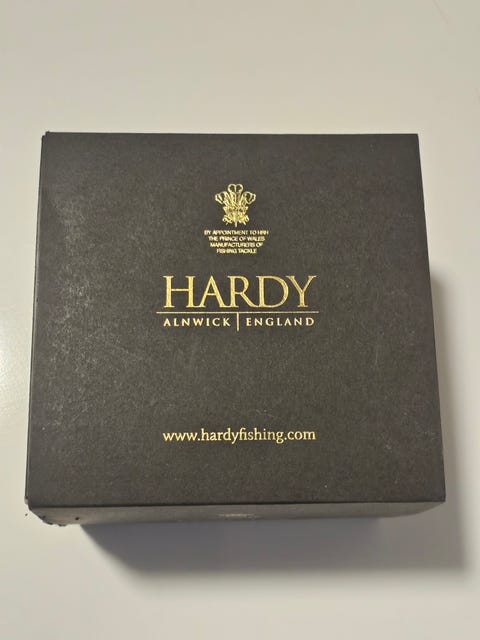 BY APPOINTMENT TO HRH
THE PRINCE OF WALES
MANUFACTURERS OF
FISHING TACKLE
HARDY
ALNWICK | ENGLAND
www.hardyfishing.com